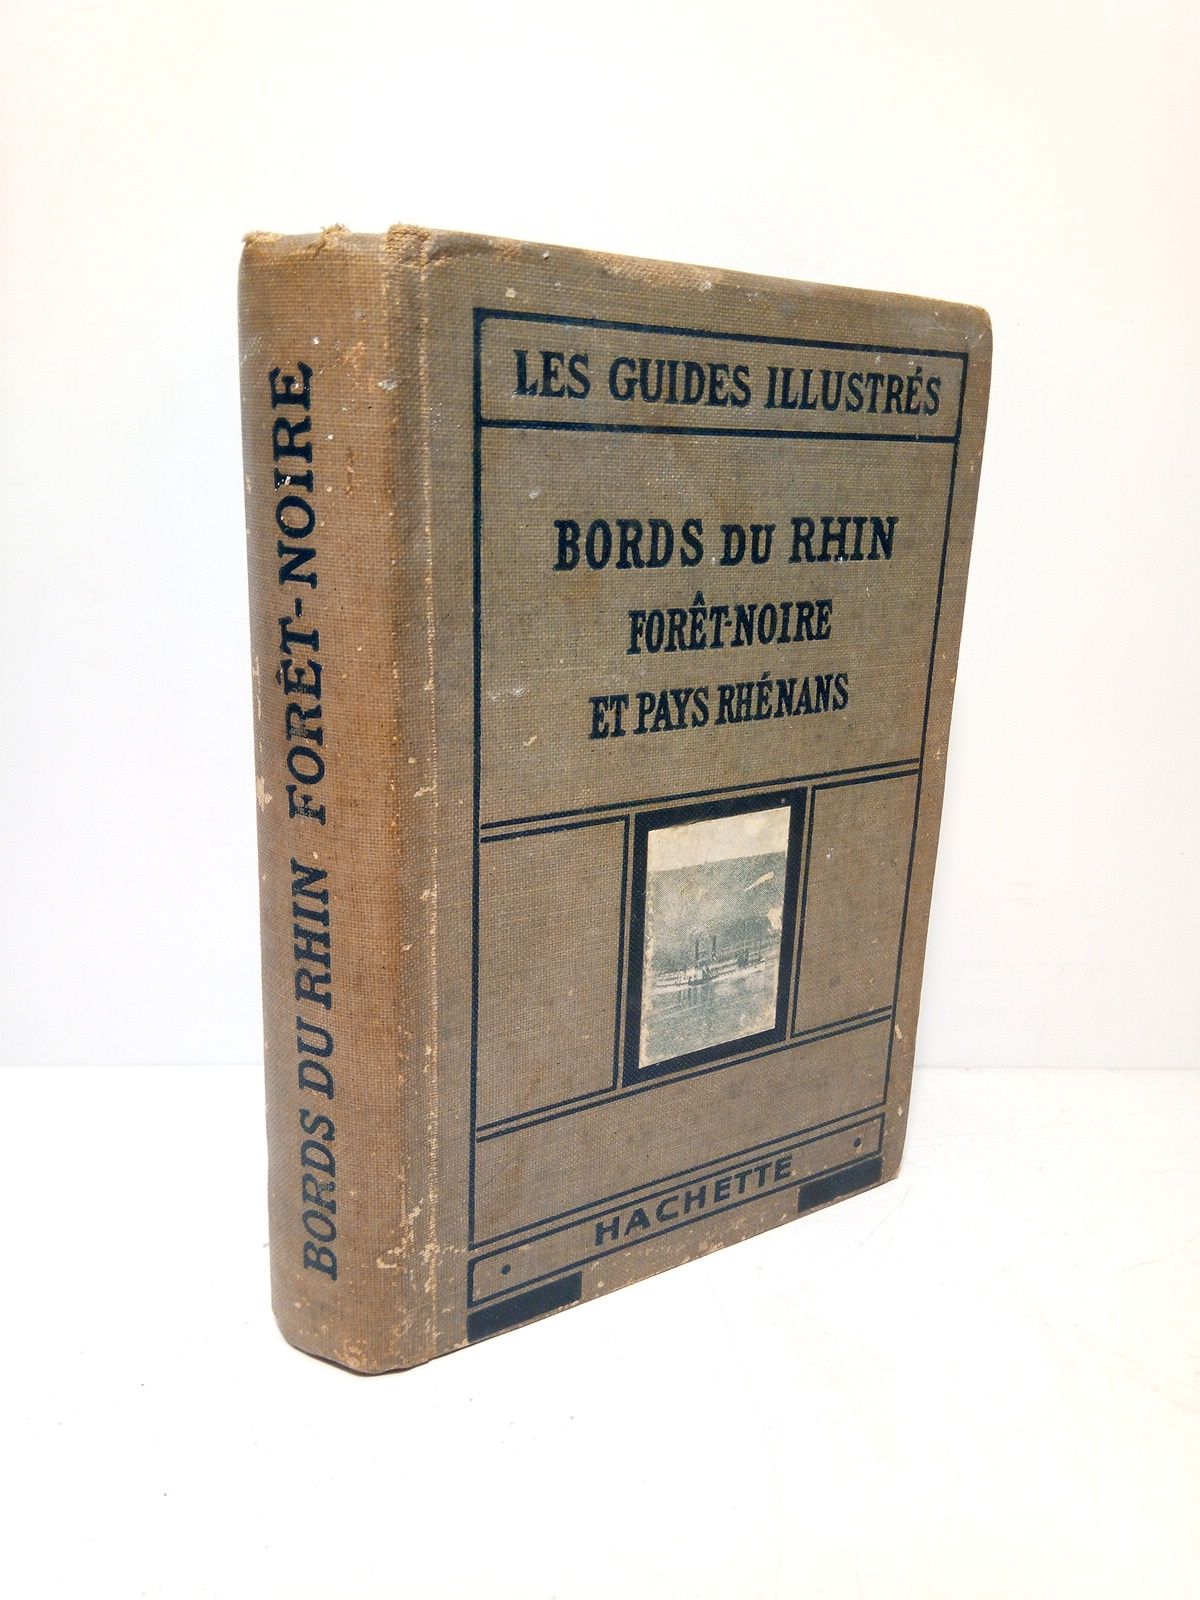 BORDS DU RHIN FORÊT-NOIRE
LES GUIDES ILLUSTRÉS
BORDS DU RHIN
FORÊT-NOIRE
ET PAYS RHÉNANS
HACHETTE